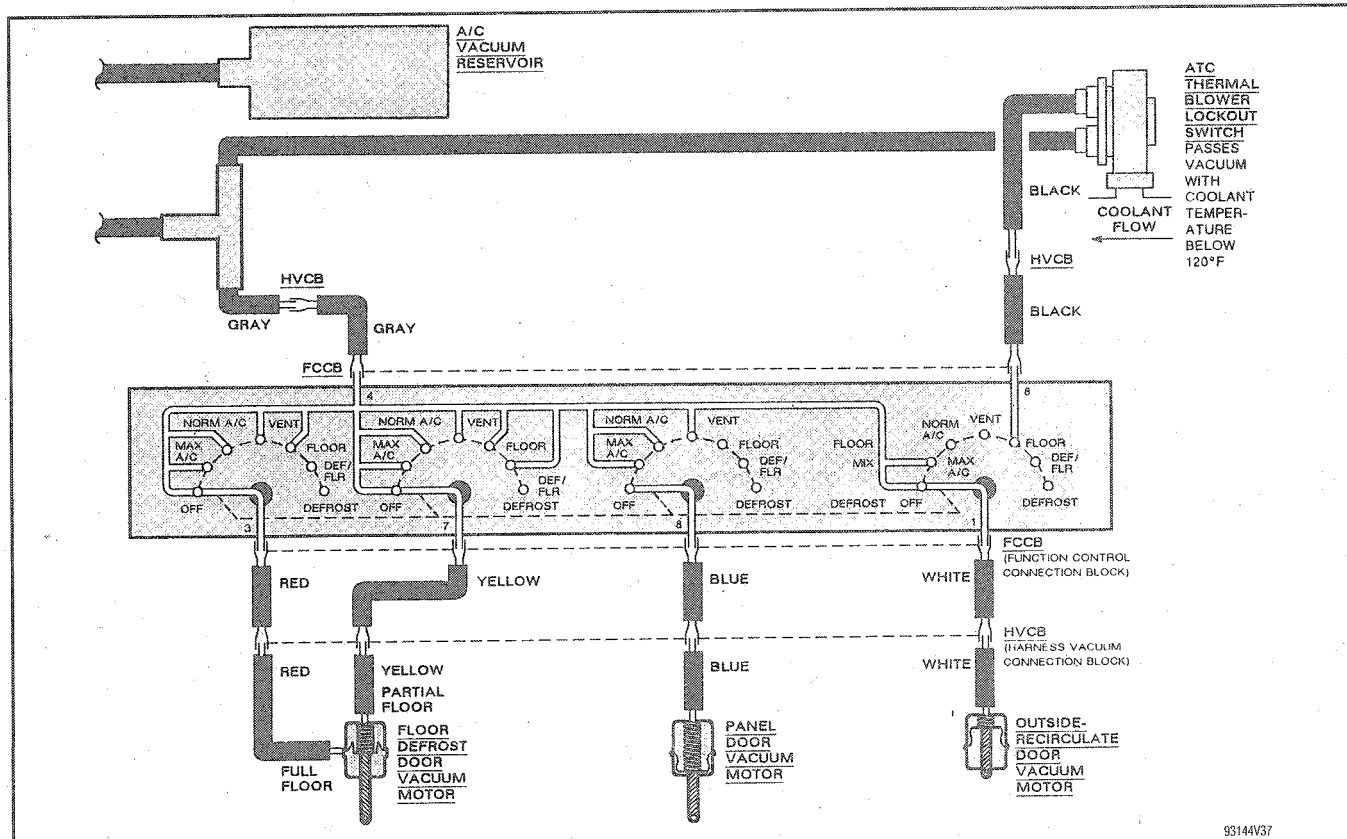 A/C
VACUUM
RESERVOIR
ATC
THERMAL
BLOWER
LOCKOUT
SWITCH
PASSES
VACUUM
WITH
COOLANT
TEMPER-
ATURE
BELOW
120°F
BLACK
COOLANT
FLOW
HVCB
BLACK
HVCB
GRAY
GRAY
FCCB
4
8
NORM A/C
VENT
MAX
A/C
FLOOR
DEF/
FLR
OFF
DEFROST
NORM A/C
VENT
MAX
A/C
FLOOR
DEF/
FLR
OFF
DEFROST
NORM A/C
VENT
MAX
A/C
FLOOR
DEF/
FLR
OFF
DEFROST
FLOOR
MIX
DEFROST
NORM
A/C
VENT
MAX
A/C
FLOOR
DEF/
FLR
OFF
DEFROST
3
7
8
1
FCCB
(FUNCTION CONTROL
CONNECTION BLOCK)
RED
YELLOW
BLUE
WHITE
HVCB
(HARNESS VACUUM
CONNECTION BLOCK)
RED
YELLOW
PARTIAL
FLOOR
BLUE
WHITE
FULL
FLOOR
FLOOR
DEFROST
DOOR
VACUUM
MOTOR
PANEL
DOOR
VACUUM
MOTOR
OUTSIDE-
RECIRCULATE
DOOR
VACUUM
MOTOR
93144V37